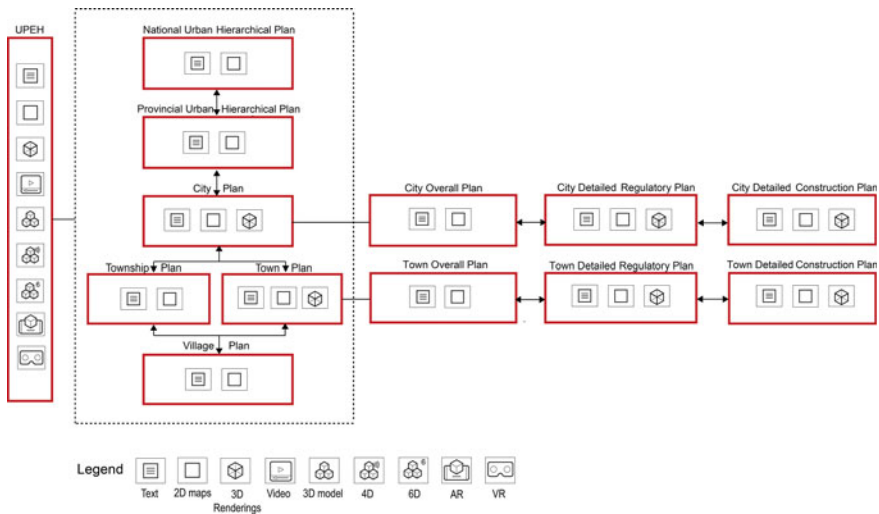 UPEH
National Urban Hierarchical Plan
Provincial Urban Hierarchical Plan
City Plan
City Overall Plan
City Detailed Regulatory Plan
City Detailed Construction Plan
Township Plan
Town Plan
Town Overall Plan
Town Detailed Regulatory Plan
Town Detailed Construction Plan
Village Plan
Legend
Text
2D maps
3D
Renderings
Video
3D model
4D
6D
AR
VR